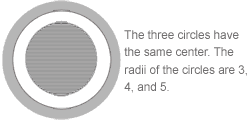 The three circles have
the same center. The
radii of the circles are 3,
4, and 5.